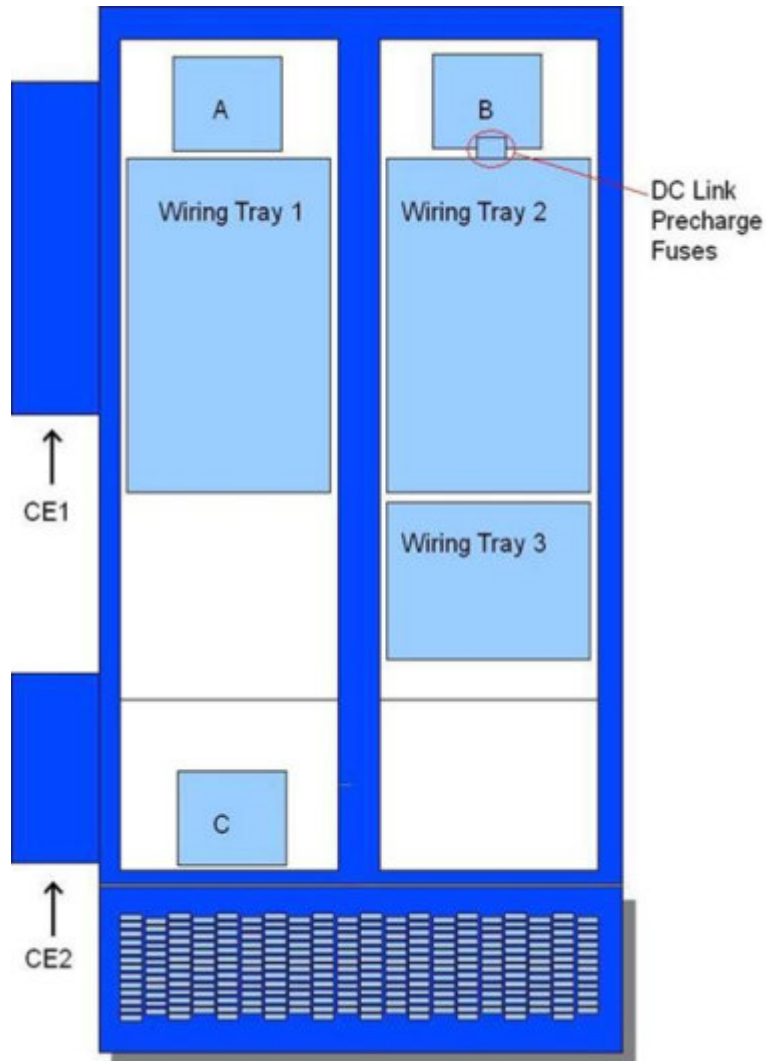 A
B
DC Link
Precharge
Fuses
Wiring Tray 1
Wiring Tray 2
CE1
Wiring Tray 3
C
CE2